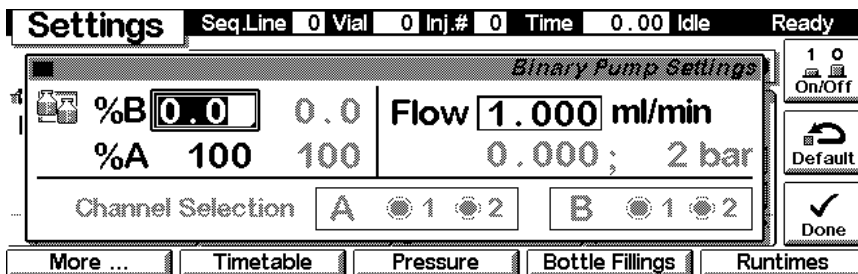 Settings Seq.Line 0 Vial 0 Inj.# 0 Time 0.00 Idle Ready
Binary Pump Settings
1 0
On/Off
%B 0.0 0.0 Flow 1.000 ml/min
%A 100 100 0.000; 2 bar
Default
Channel Selection A 1 2 B 1 2
Done
More ... Timetable Pressure Bottle Fillings Runtimes